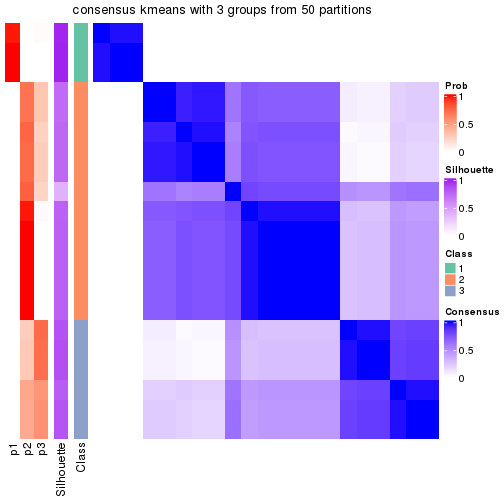 consensus kmeans with 3 groups from 50 partitions
Prob
1
0.5
0
Silhouette
1
0.5
0
Class
1
2
3
Consensus
1
0.5
0
p1
p2
p3
Silhouette
Class